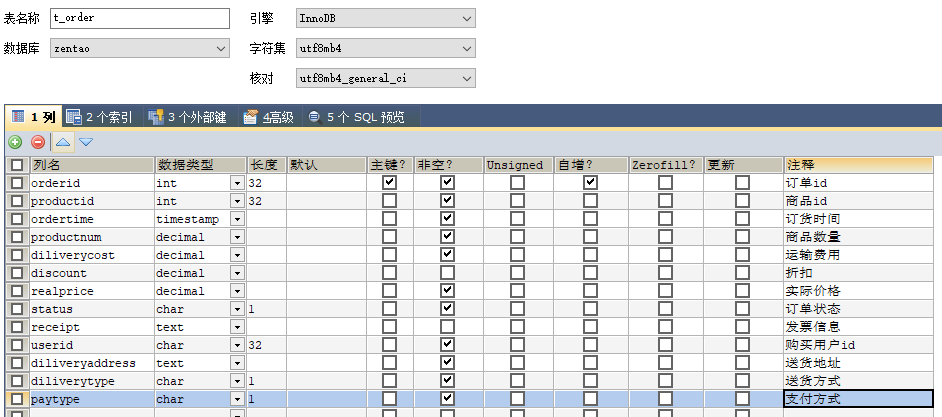 表名称 t_order 引擎 InnoDB
数据库 zentao 字符集 utf8mb4
核对 utf8mb4_general_ci
1 列 2 个索引 3 个外部键 4高级 5 个 SQL 预览
列名 数据类型 长度 默认 主键? 非空? Unsigned 自增? Zerofill? 更新 注释
orderid int 32 订单id
productid int 32 商品id
ordertime timestamp 订货时间
productnum decimal 商品数量
diliverycost decimal 运输费用
discount decimal 折扣
realprice decimal 实际价格
status char 1 订单状态
receipt text 发票信息
userid char 32 购买用户id
diliveryaddress text 送货地址
diliverytype char 1 送货方式
paytype char 1 支付方式